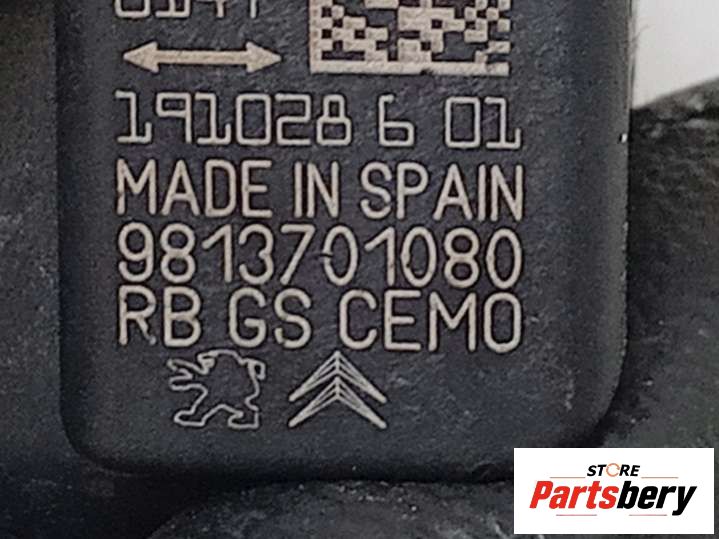 191028 6 01
MADE IN SPAIN
9813701080
RB GS CEMO
STORE
Partsbery